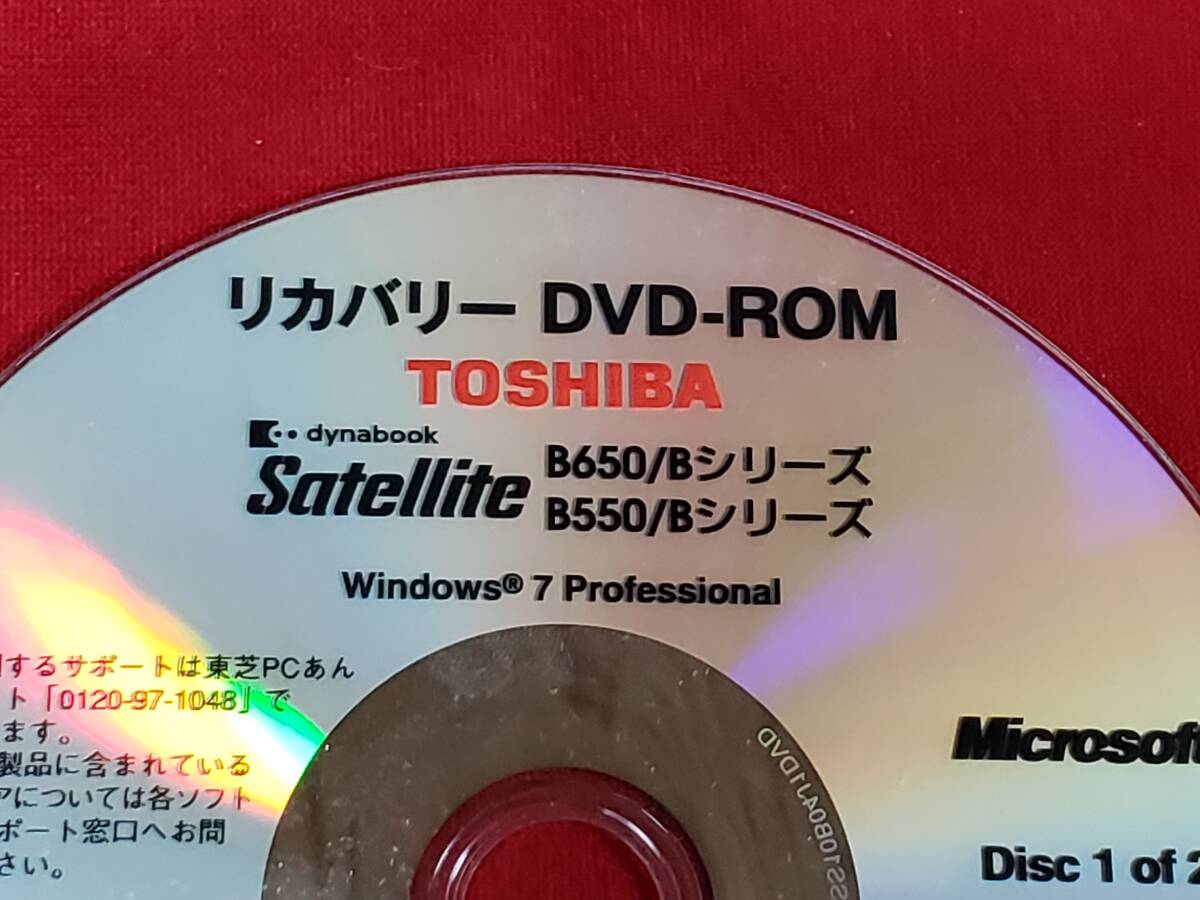 リカバリー DVD-ROM
TOSHIBA
dynabook
Satellite
B650/Bシリーズ
B550/Bシリーズ
Windows® 7 Professional
するサポートは東芝PCあん
ト「0120-97-1048」で
ます。
製品に含まれている
アについては各ソフト
ポート窓口へお問
さい。
Microsoft
Disc 1 of 2